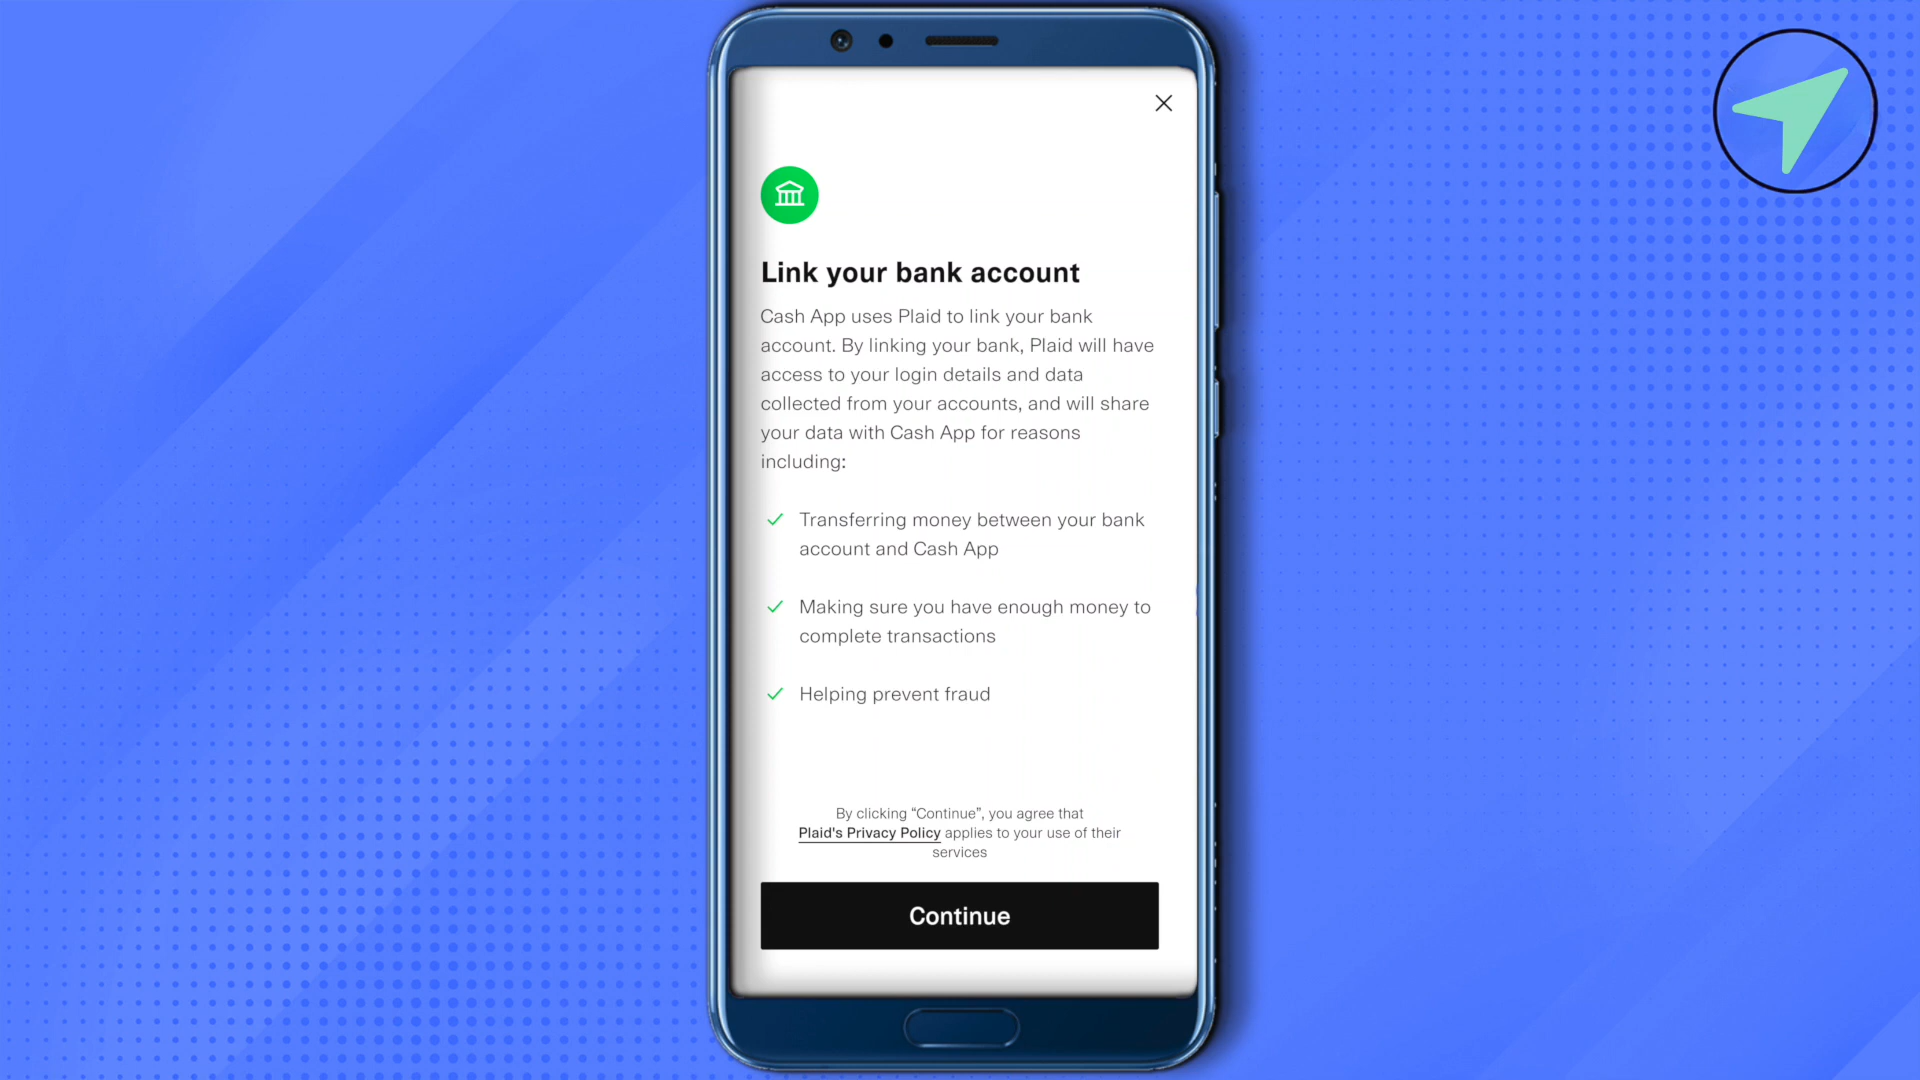 Link your bank account
Cash App uses Plaid to link your bank
account. By linking your bank, Plaid will have
access to your login details and data
collected from your accounts, and will share
your data with Cash App for reasons
including:
Transferring money between your bank
account and Cash App
Making sure you have enough money to
complete transactions
Helping prevent fraud
By clicking “Continue”, you agree that
Plaid's Privacy Policy applies to your use of their
services
Continue